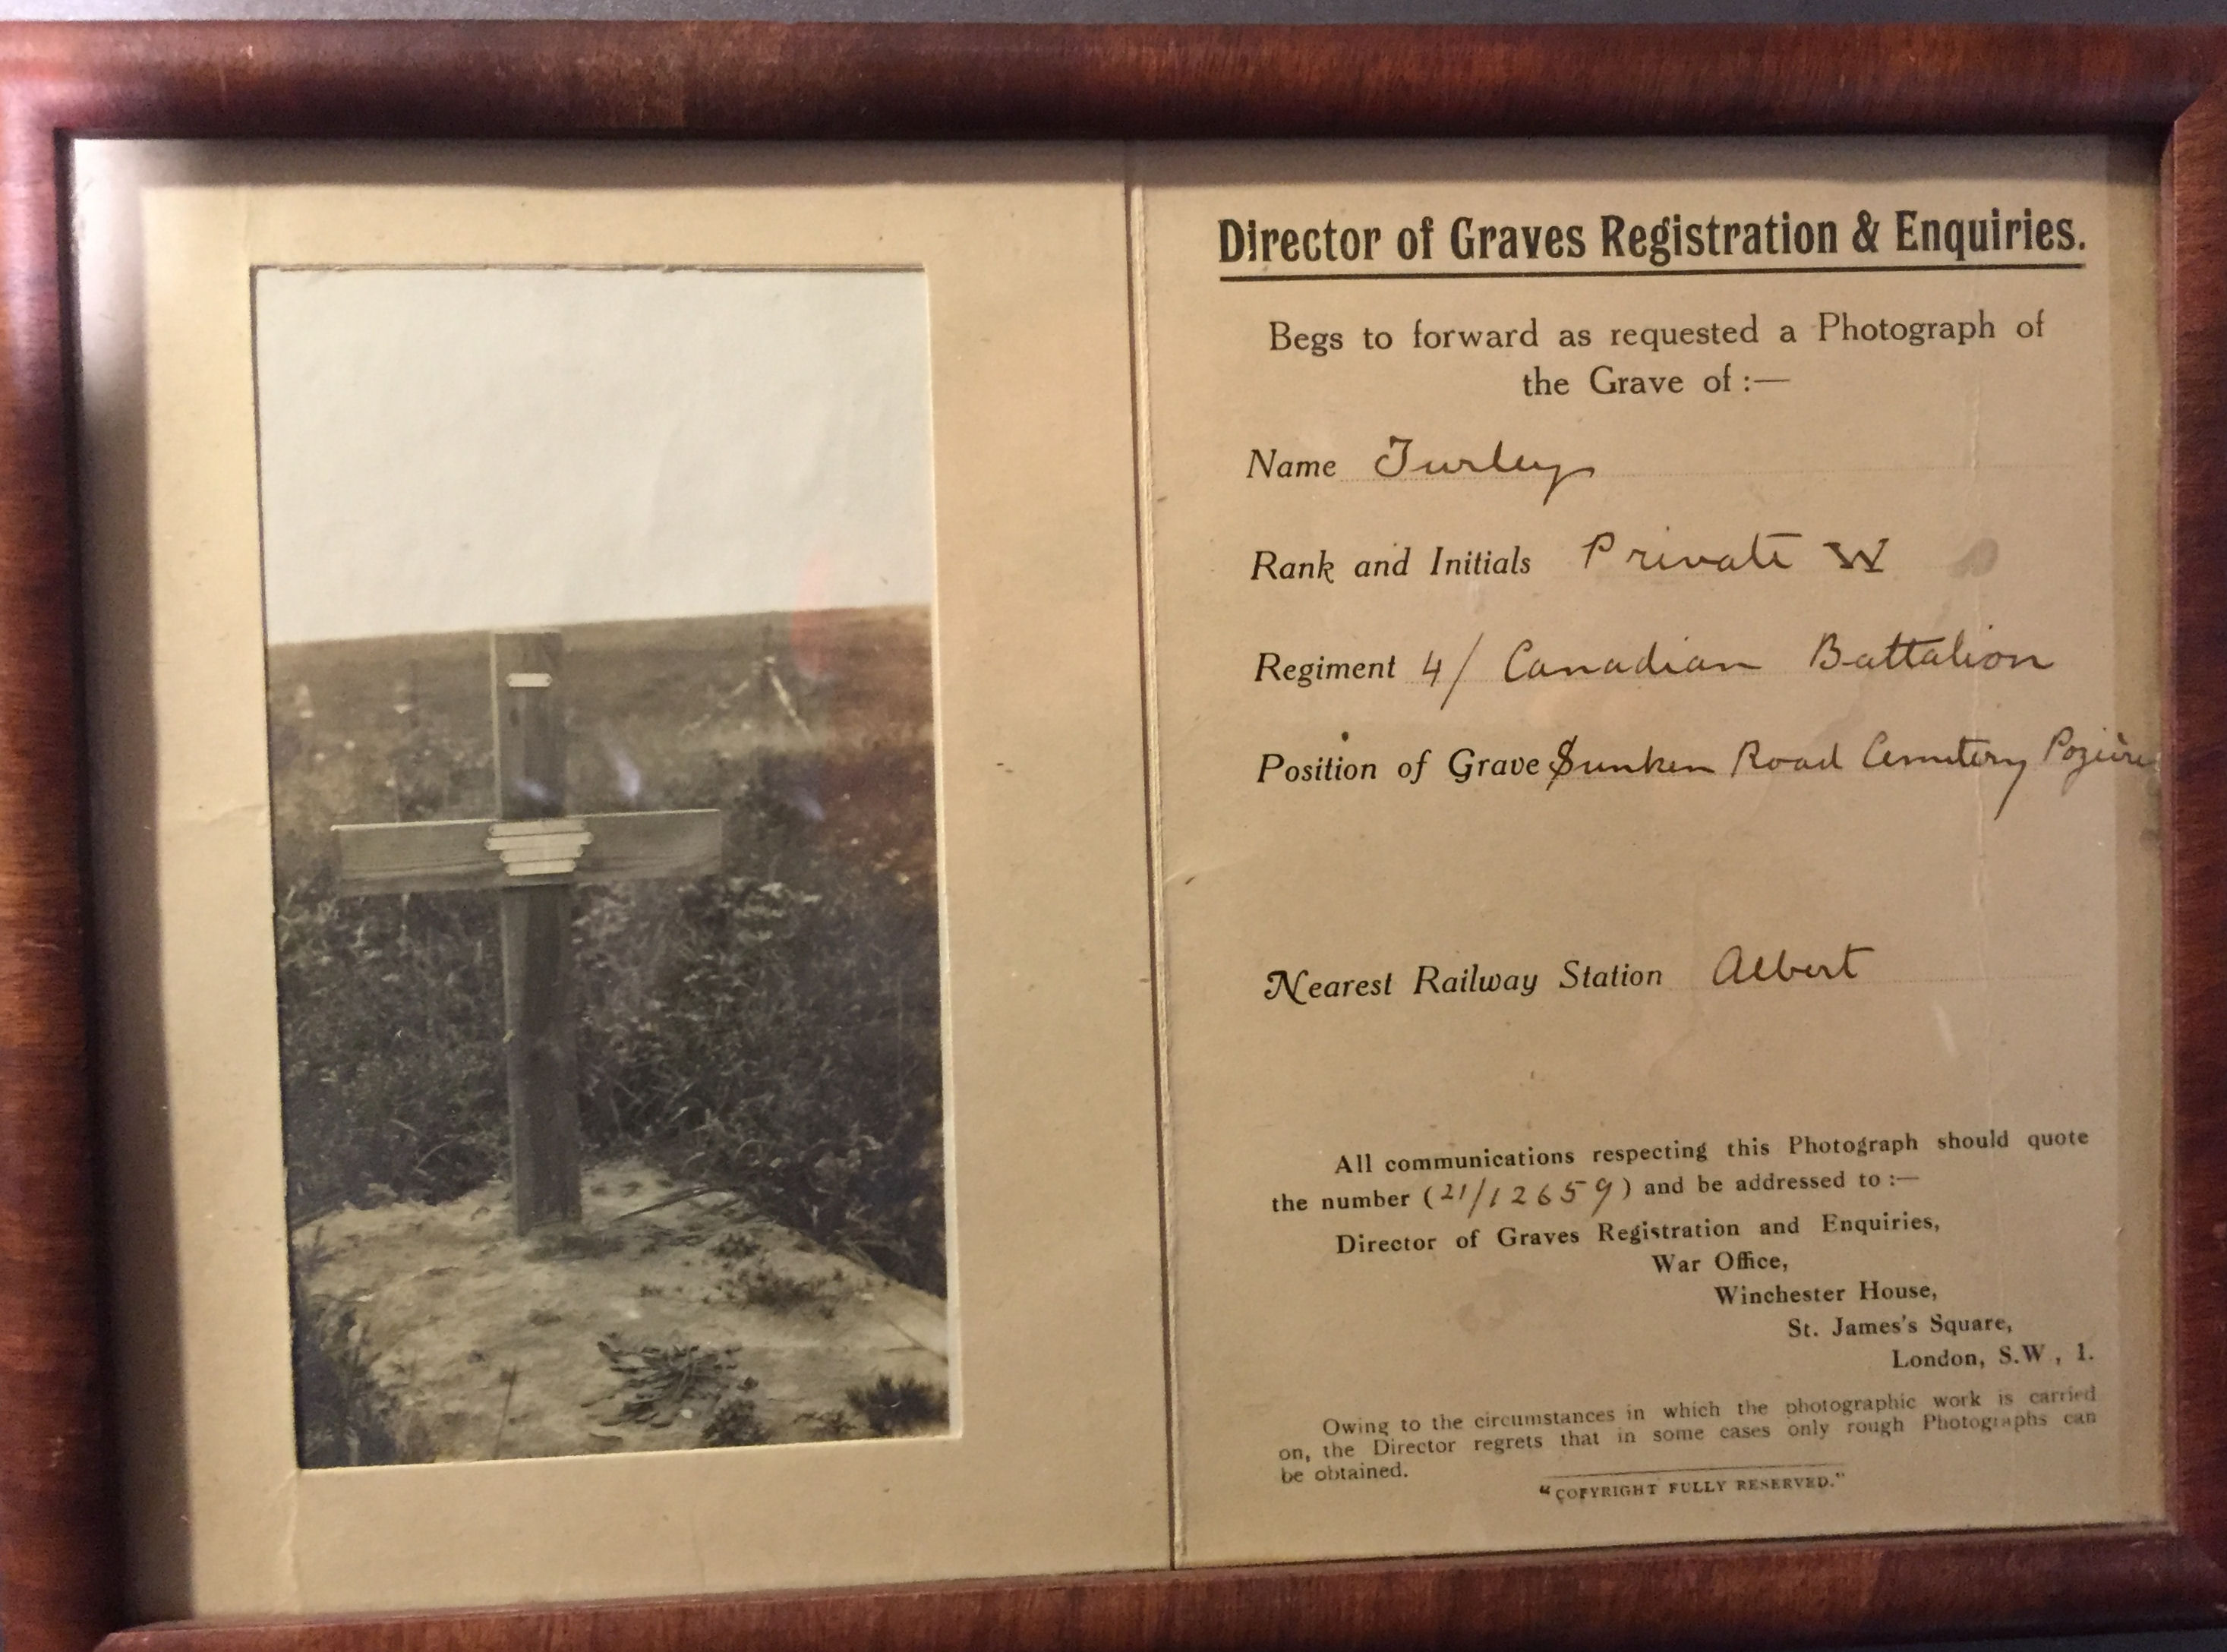 Director of Graves Registration & Enquiries.
Begs to forward as requested a Photograph of
the Grave of :—
Name Turley
Rank and Initials Private W
Regiment 4/ Canadian Battalion
Position of Grave Sunken Road Cemetery Pozière
Nearest Railway Station Albert
All communications respecting this Photograph should quote
the number (21/12659) and be addressed to :—
Director of Graves Registration and Enquiries,
War Office,
Winchester House,
St. James's Square,
London, S.W , 1.
Owing to the circumstances in which the photographic work is carried
on, the Director regrets that in some cases only rough Photographs can
be obtained.
"COPYRIGHT FULLY RESERVED."